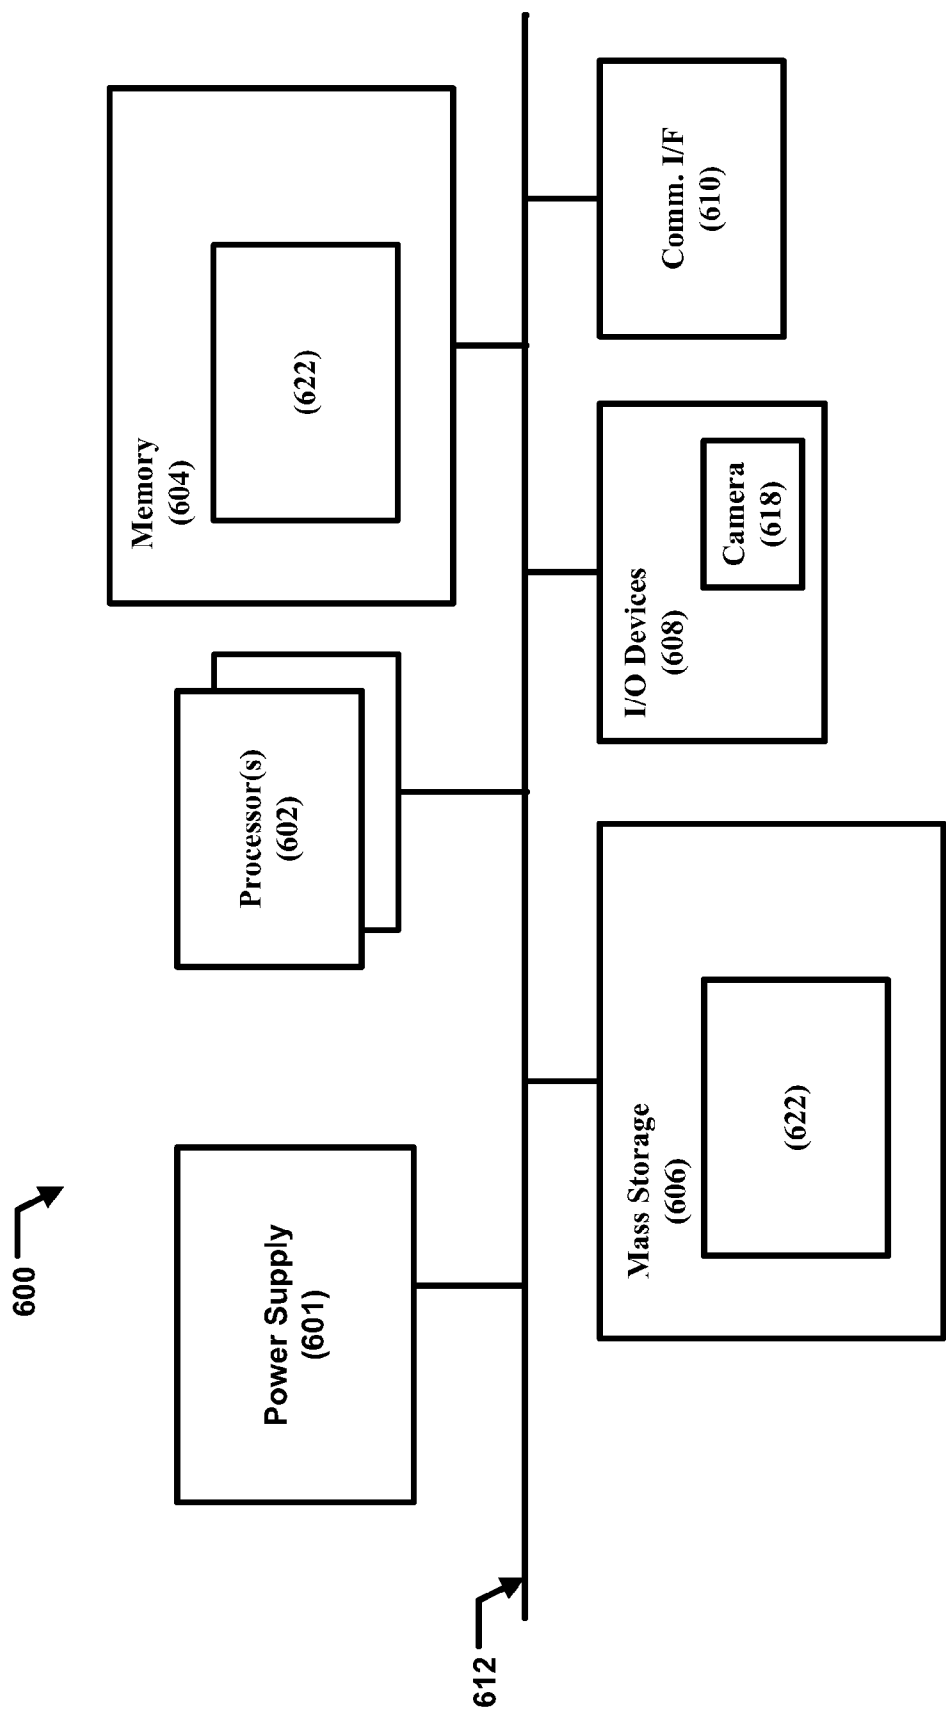 600
Power Supply
(601)
Processor(s)
(602)
Memory
(604)
(622)
612
Mass Storage
(606)
(622)
I/O Devices
(608)
Camera
(618)
Comm. I/F
(610)